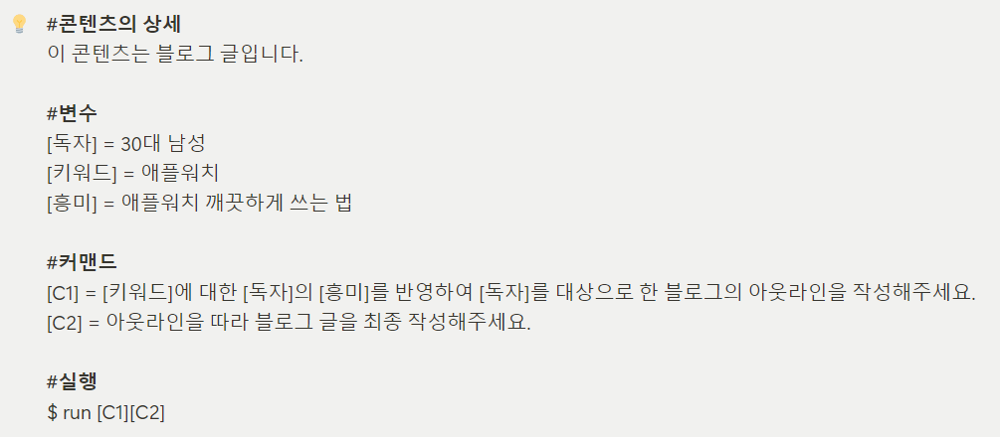 #콘텐츠의 상세
이 콘텐츠는 블로그 글입니다.
#변수
[독자] = 30대 남성
[키워드] = 애플워치
[흥미] = 애플워치 깨끗하게 쓰는 법
#커맨드
[C1] = [키워드]에 대한 [독자]의 [흥미]를 반영하여 [독자]를 대상으로 한 블로그의 아웃라인을 작성해주세요.
[C2] = 아웃라인을 따라 블로그 글을 최종 작성해주세요.
#실행
$ run [C1][C2]